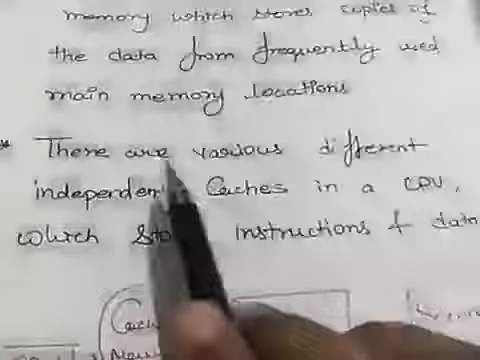 memory which stores copies of
the data from frequently used
main memory locations
* There are various different
independent Caches in a CPU,
which instructions & data